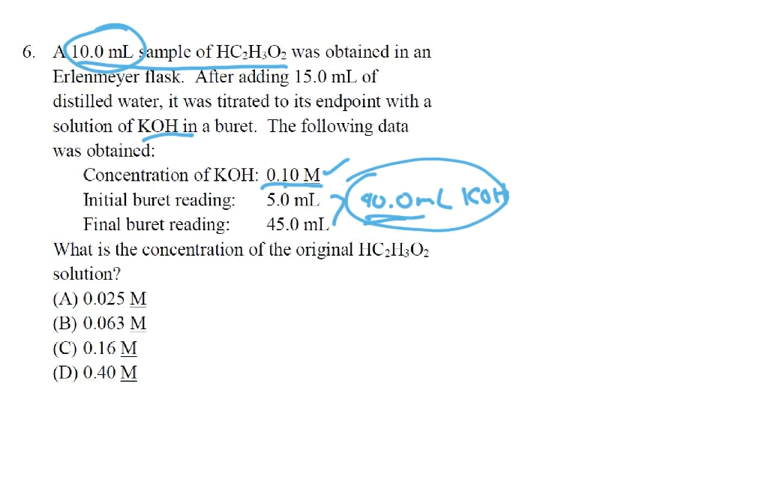 6. A 10.0 mL sample of HC₂H₃O₂ was obtained in an
Erlenmeyer flask. After adding 15.0 mL of
distilled water, it was titrated to its endpoint with a
solution of KOH in a buret. The following data
was obtained:
Concentration of KOH: 0.10 M
Initial buret reading: 5.0 mL
40.0mL KOH
Final buret reading: 45.0 mL
What is the concentration of the original HC₂H₃O₂
solution?
(A) 0.025 M
(B) 0.063 M
(C) 0.16 M
(D) 0.40 M